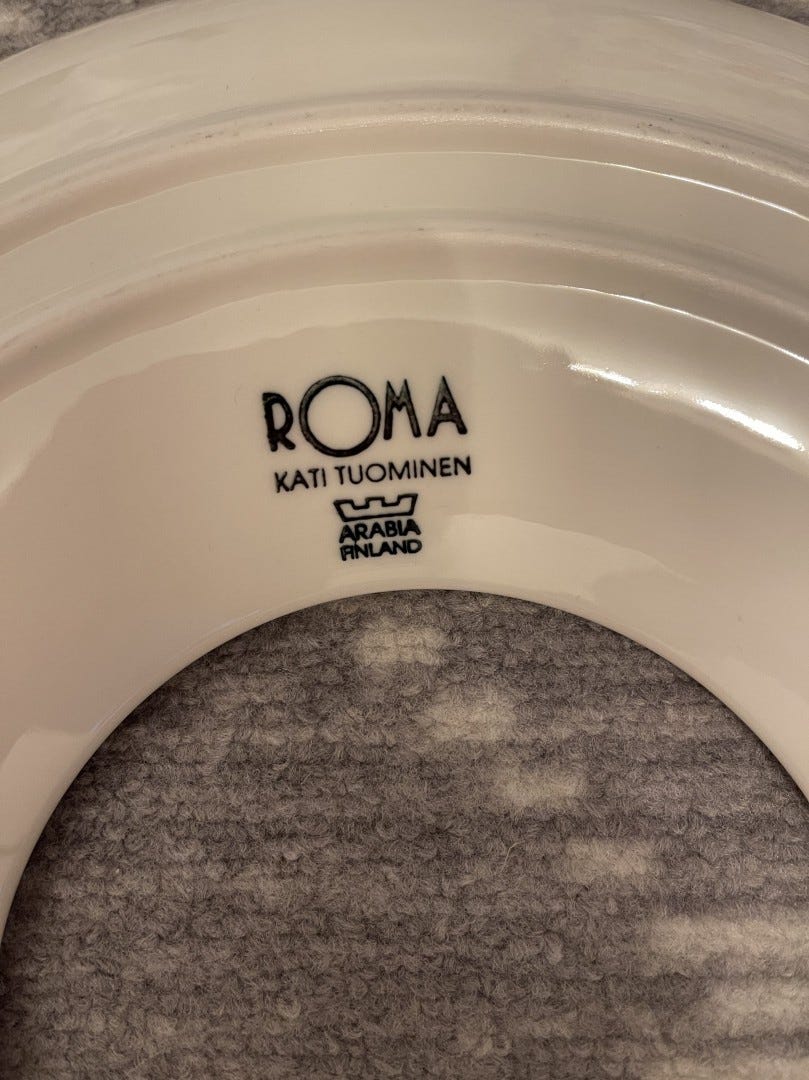 ROMA
KATI TUOMINEN
ARABIA
FINLAND